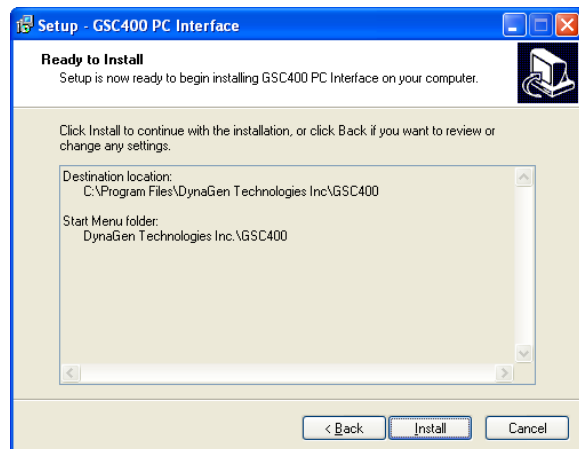 Setup - GSC400 PC Interface
Ready to Install
Setup is now ready to begin installing GSC400 PC Interface on your computer.
Click Install to continue with the installation, or click Back if you want to review or
change any settings.
Destination location:
C:\Program Files\DynaGen Technologies Inc\GSC400
Start Menu folder:
DynaGen Technologies Inc.\GSC400
< Back
Install
Cancel